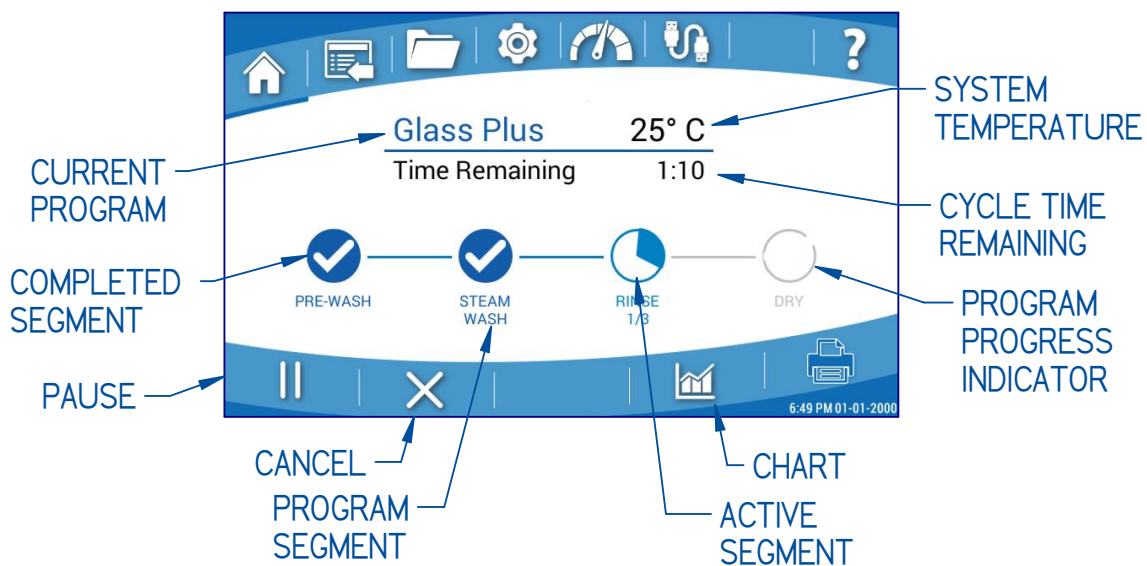 ?
SYSTEM
TEMPERATURE
Glass Plus 25° C
CURRENT
PROGRAM
Time Remaining 1:10
CYCLE TIME
REMAINING
COMPLETED
SEGMENT
PRE-WASH
STEAM
WASH
RINSE
1/3
DRY
PROGRAM
PROGRESS
INDICATOR
PAUSE
6:49 PM 01-01-2000
CANCEL
CHART
PROGRAM
SEGMENT
ACTIVE
SEGMENT